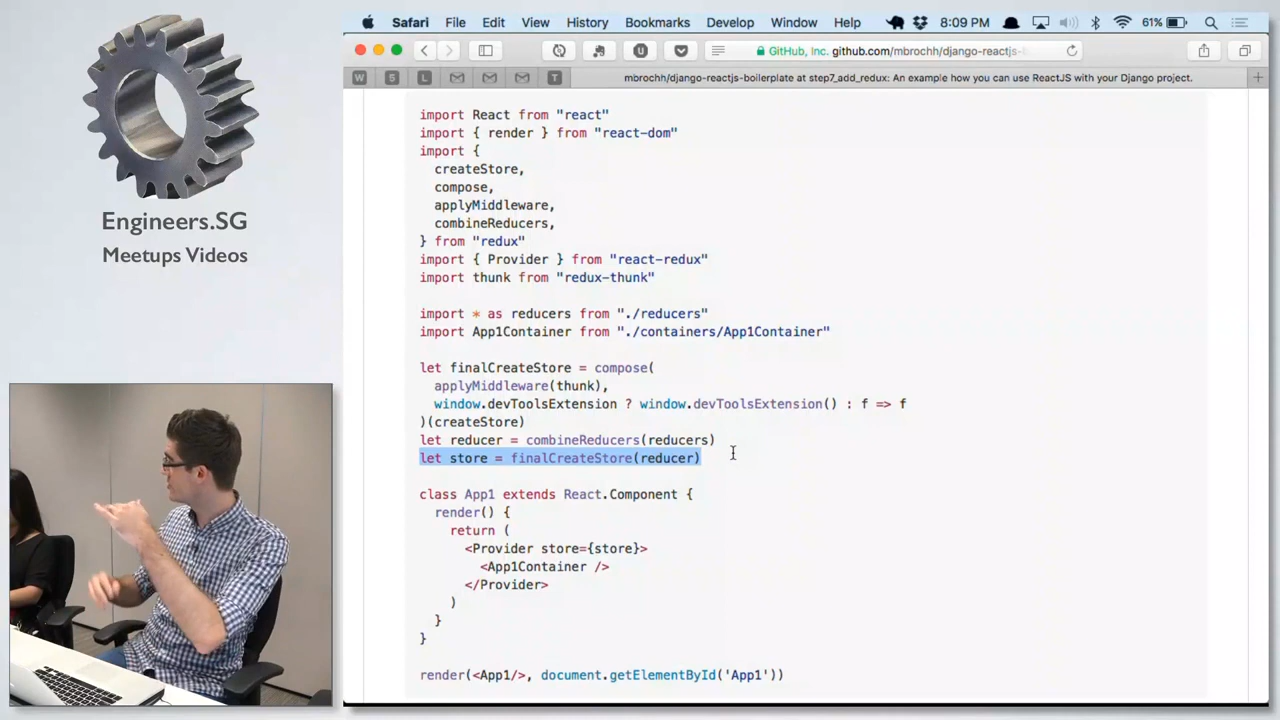 Engineers.SG
Meetups Videos
Safari File Edit View History Bookmarks Develop Window Help 8:09 PM 61%
GitHub, Inc. github.com/mbrochh/django-reactjs-b
W 5 L T mbrochh/django-reactjs-boilerplate at step7_add_redux: An example how you can use ReactJS with your Django project.
import React from "react"
import { render } from "react-dom"
import {
createStore,
compose,
applyMiddleware,
combineReducers,
} from "redux"
import { Provider } from "react-redux"
import thunk from "redux-thunk"
import * as reducers from "./reducers"
import App1Container from "./containers/App1Container"
let finalCreateStore = compose(
applyMiddleware(thunk),
window.devToolsExtension ? window.devToolsExtension() : f => f
)(createStore)
let reducer = combineReducers(reducers)
let store = finalCreateStore(reducer)
class App1 extends React.Component {
render() {
return (
<Provider store={store}>
<App1Container />
</Provider>
)
}
}
render(<App1/>, document.getElementById('App1'))